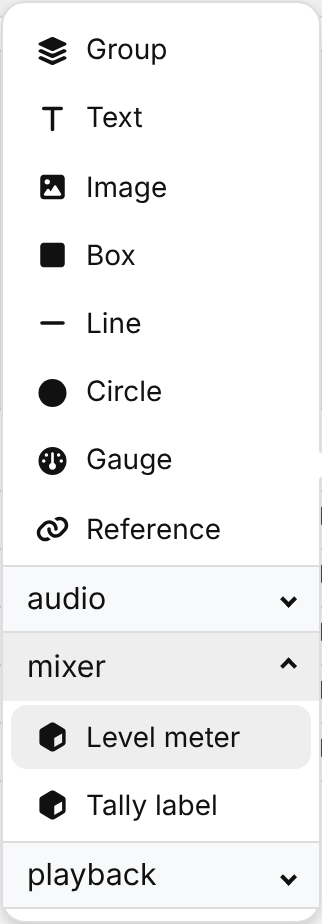 Group
Text
Image
Box
Line
Circle
Gauge
Reference
audio
mixer
Level meter
Tally label
playback